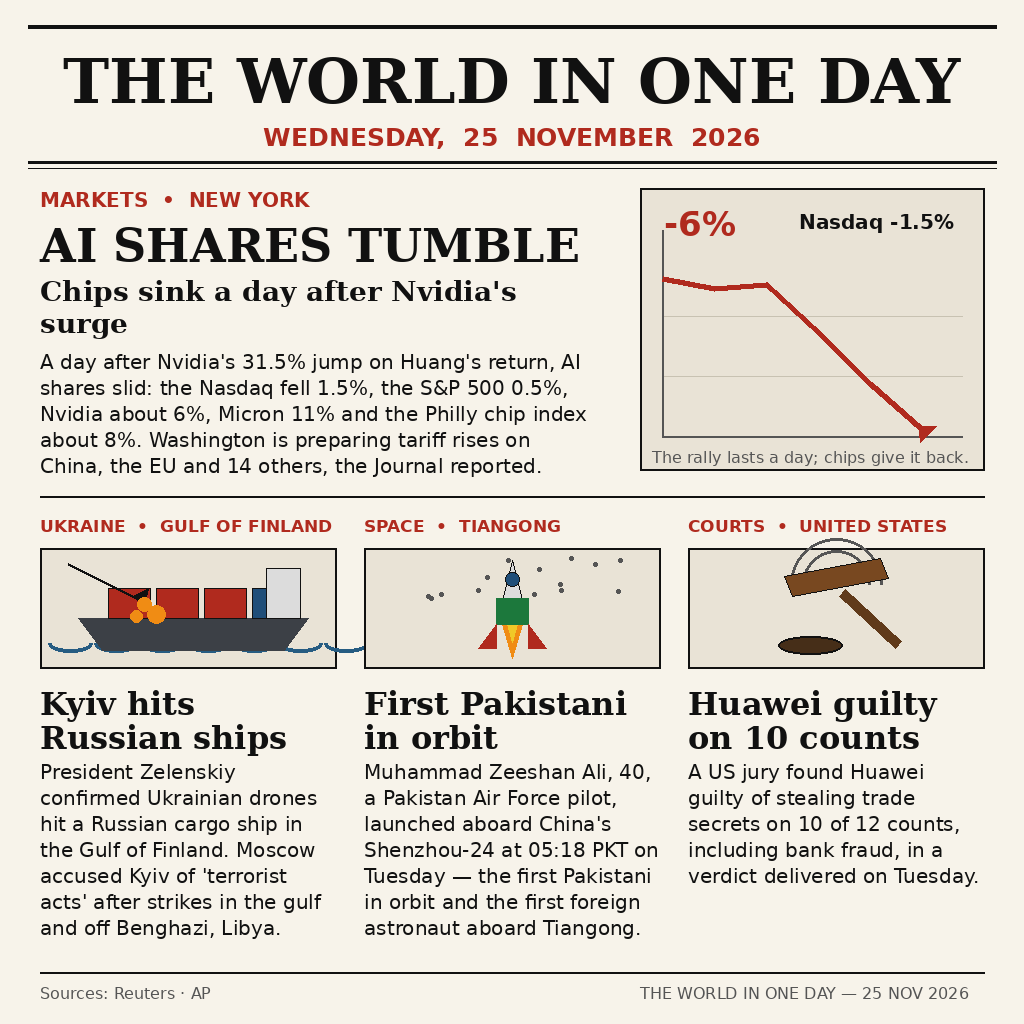 THE WORLD IN ONE DAY
WEDNESDAY, 25 NOVEMBER 2026
MARKETS • NEW YORK
AI SHARES TUMBLE
Chips sink a day after Nvidia's
surge
A day after Nvidia's 31.5% jump on Huang's return, AI
shares slid: the Nasdaq fell 1.5%, the S&P 500 0.5%,
Nvidia about 6%, Micron 11% and the Philly chip index
about 8%. Washington is preparing tariff rises on
China, the EU and 14 others, the Journal reported.
-6%
Nasdaq -1.5%
The rally lasts a day; chips give it back.
UKRAINE • GULF OF FINLAND
Kyiv hits
Russian ships
President Zelenskiy
confirmed Ukrainian drones
hit a Russian cargo ship in
the Gulf of Finland. Moscow
accused Kyiv of 'terrorist
acts' after strikes in the gulf
and off Benghazi, Libya.
SPACE • TIANGONG
First Pakistani
in orbit
Muhammad Zeeshan Ali, 40,
a Pakistan Air Force pilot,
launched aboard China's
Shenzhou-24 at 05:18 PKT on
Tuesday — the first Pakistani
in orbit and the first foreign
astronaut aboard Tiangong.
COURTS • UNITED STATES
Huawei guilty
on 10 counts
A US jury found Huawei
guilty of stealing trade
secrets on 10 of 12 counts,
including bank fraud, in a
verdict delivered on Tuesday.
Sources: Reuters · AP
THE WORLD IN ONE DAY — 25 NOV 2026